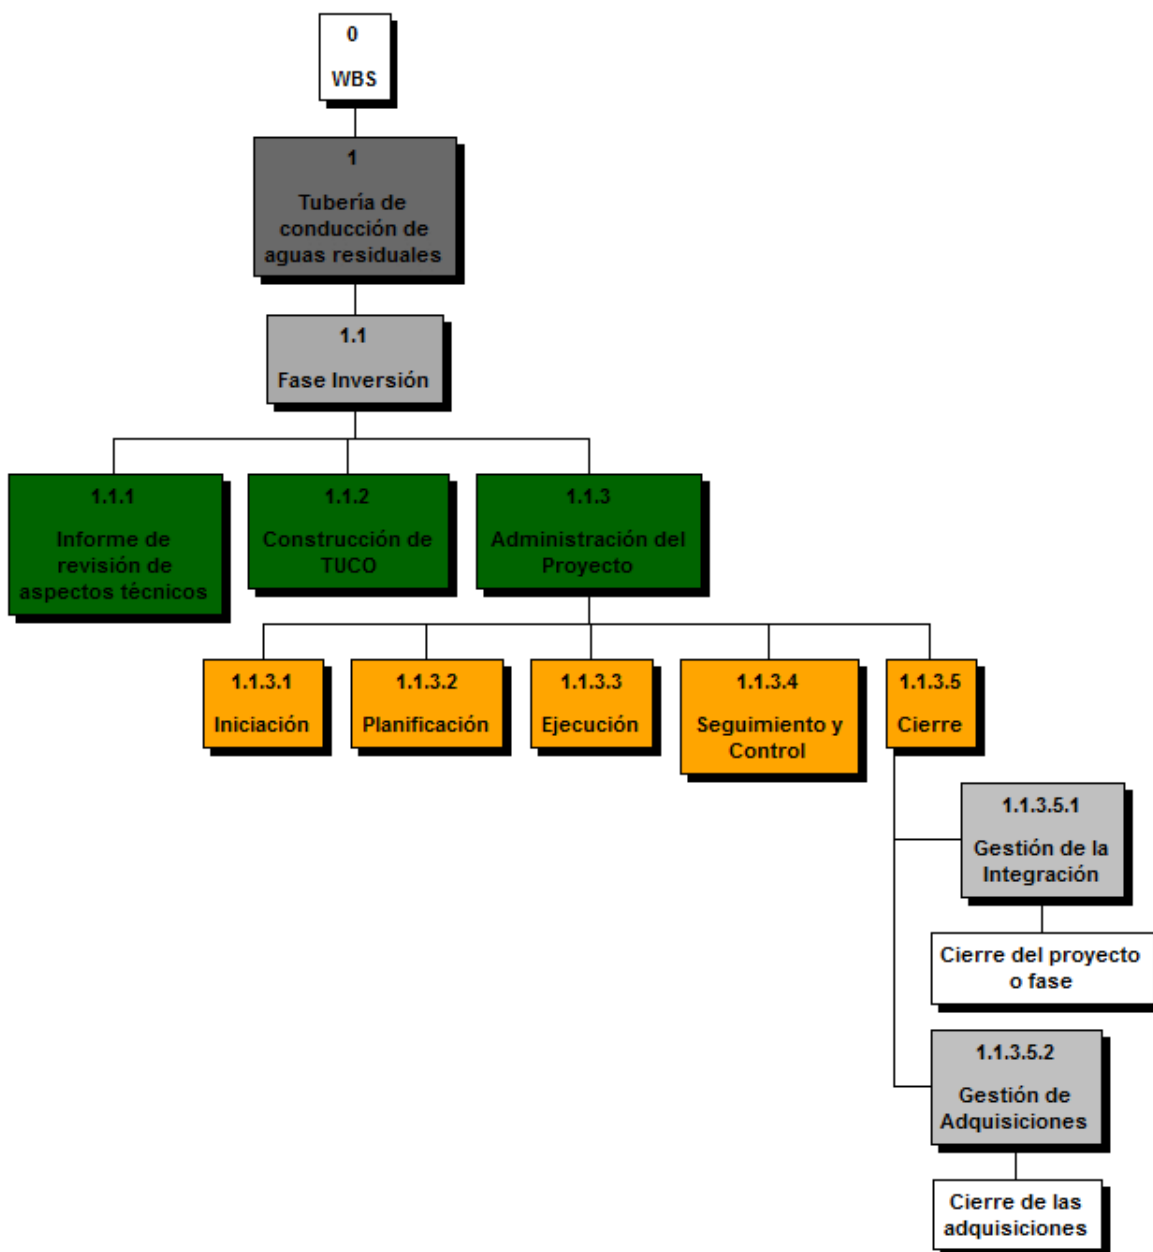 0
WBS
1
Tubería de
conducción de
aguas residuales
1.1
Fase Inversión
1.1.1
Informe de
revisión de
aspectos técnicos
1.1.2
Construcción de
TUCO
1.1.3
Administración del
Proyecto
1.1.3.1
Iniciación
1.1.3.2
Planificación
1.1.3.3
Ejecución
1.1.3.4
Seguimiento y
Control
1.1.3.5
Cierre
1.1.3.5.1
Gestión de la
Integración
Cierre del proyecto
o fase
1.1.3.5.2
Gestión de
Adquisiciones
Cierre de las
adquisiciones